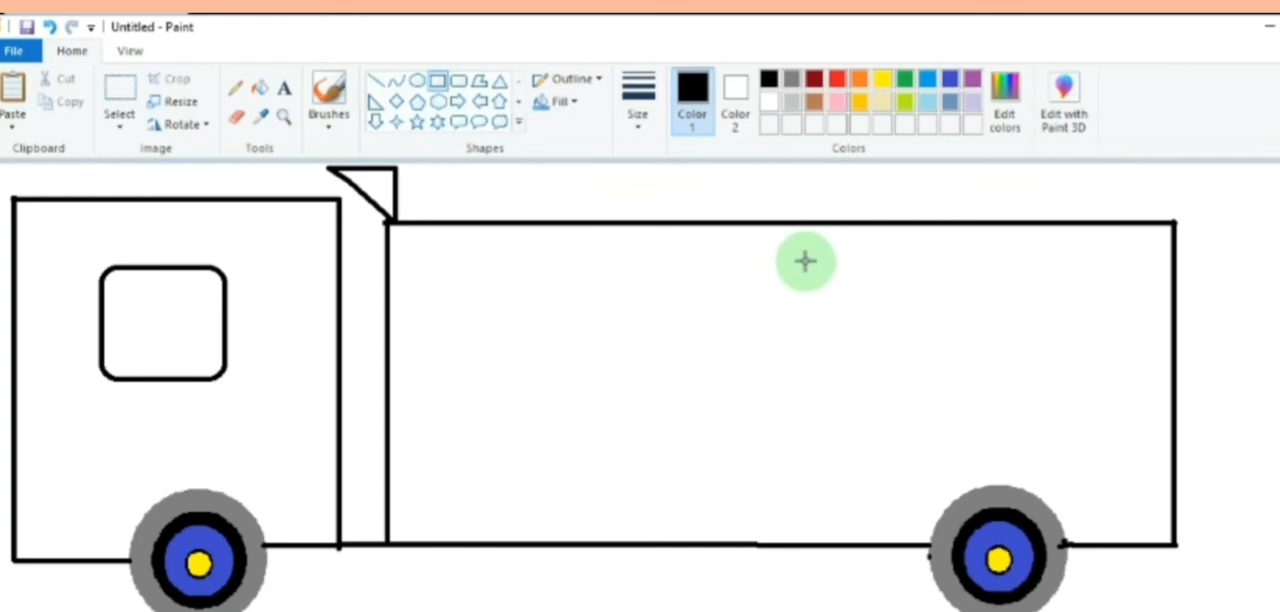 Untitled - Paint
File Home View
Paste
Cut
Copy
Clipboard
Select
Crop
Resize
Rotate
Image
A
Tools
Brushes
Shapes
Outline
Fill
Size
Color
1
Color
2
Edit
colors
Colors
Edit with
Paint 3D